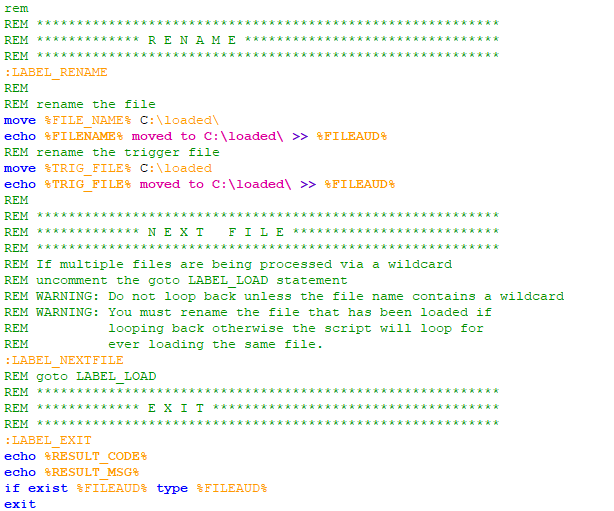 rem
REM **********************************************************
REM ************* R E N A M E ********************************
REM **********************************************************
:LABEL_RENAME
REM
REM rename the file
move %FILE_NAME% C:\loaded\
echo %FILENAME% moved to C:\loaded\ >> %FILEAUD%
REM rename the trigger file
move %TRIG_FILE% C:\loaded
echo %TRIG_FILE% moved to C:\loaded\ >> %FILEAUD%
REM
REM **********************************************************
REM ************* N E X T   F I L E **************************
REM **********************************************************
REM If multiple files are being processed via a wildcard
REM uncomment the goto LABEL_LOAD statement
REM WARNING: Do not loop back unless the file name contains a wildcard
REM WARNING: You must rename the file that has been loaded if
REM          looping back otherwise the script will loop for
REM          ever loading the same file.
:LABEL_NEXTFILE
REM goto LABEL_LOAD
REM **********************************************************
REM ************* E X I T ************************************
REM **********************************************************
:LABEL_EXIT
echo %RESULT_CODE%
echo %RESULT_MSG%
if exist %FILEAUD% type %FILEAUD%
exit